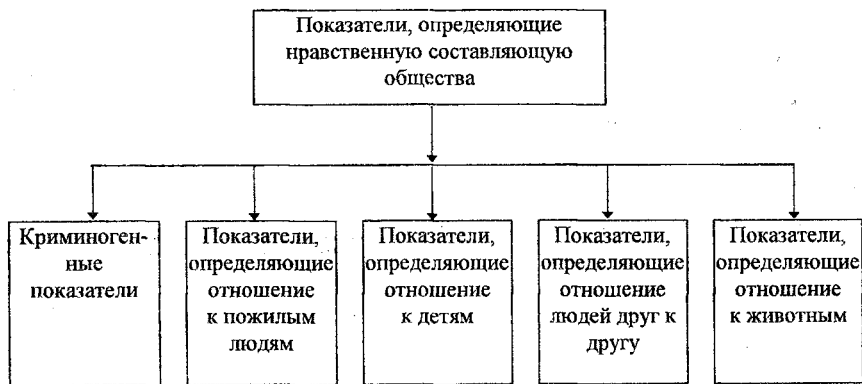 Показатели, определяющие
нравственную составляющую
общества
Криминоген-
ные
показатели
Показатели,
определяющие
отношение
к пожилым
людям
Показатели,
определяющие
отношение
к детям
Показатели,
определяющие
отношение
людей друг к
другу
Показатели,
определяющие
отношение
к животным